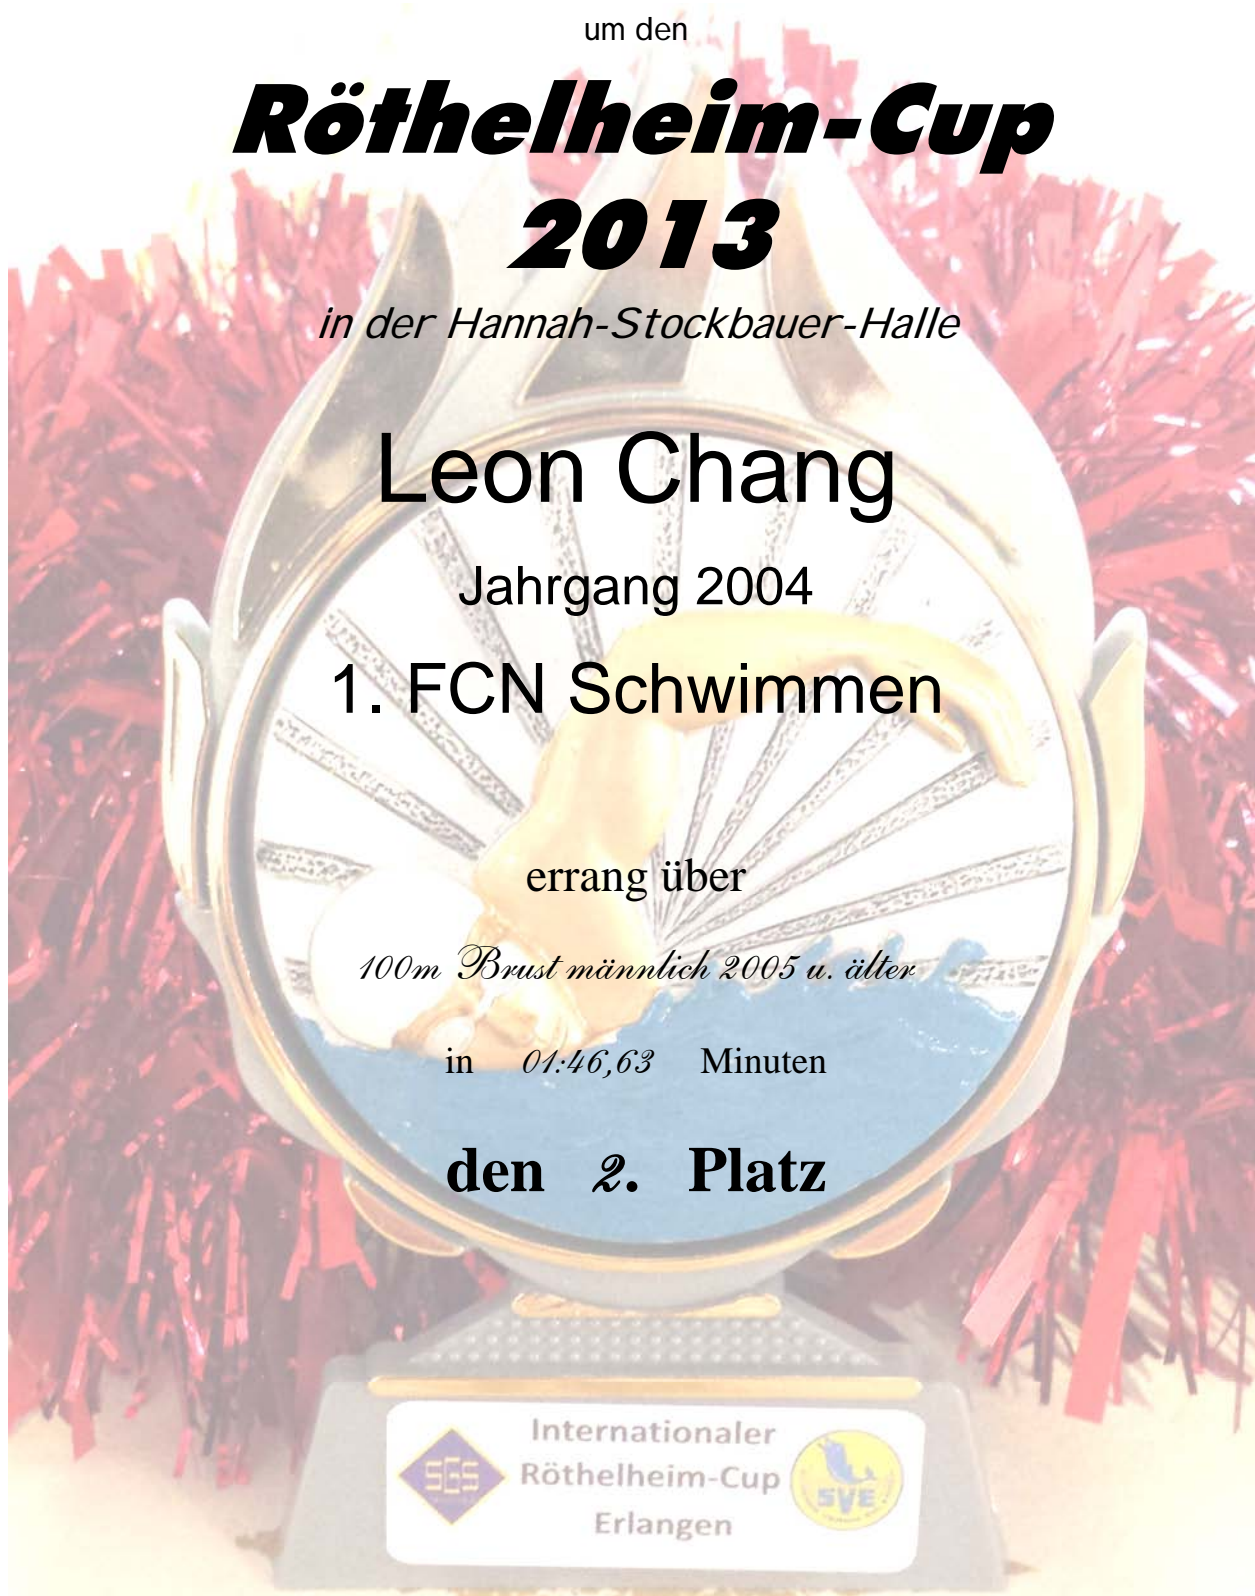 um den
Röthelheim-Cup
2013
in der Hannah-Stockbauer-Halle
Leon Chang
Jahrgang 2004
1. FCN Schwimmen
errang über
100m Brust männlich 2005 u. älter
in 01:46,63 Minuten
den 2. Platz
Internationaler
SGS Röthelheim-Cup SVE
Erlangen